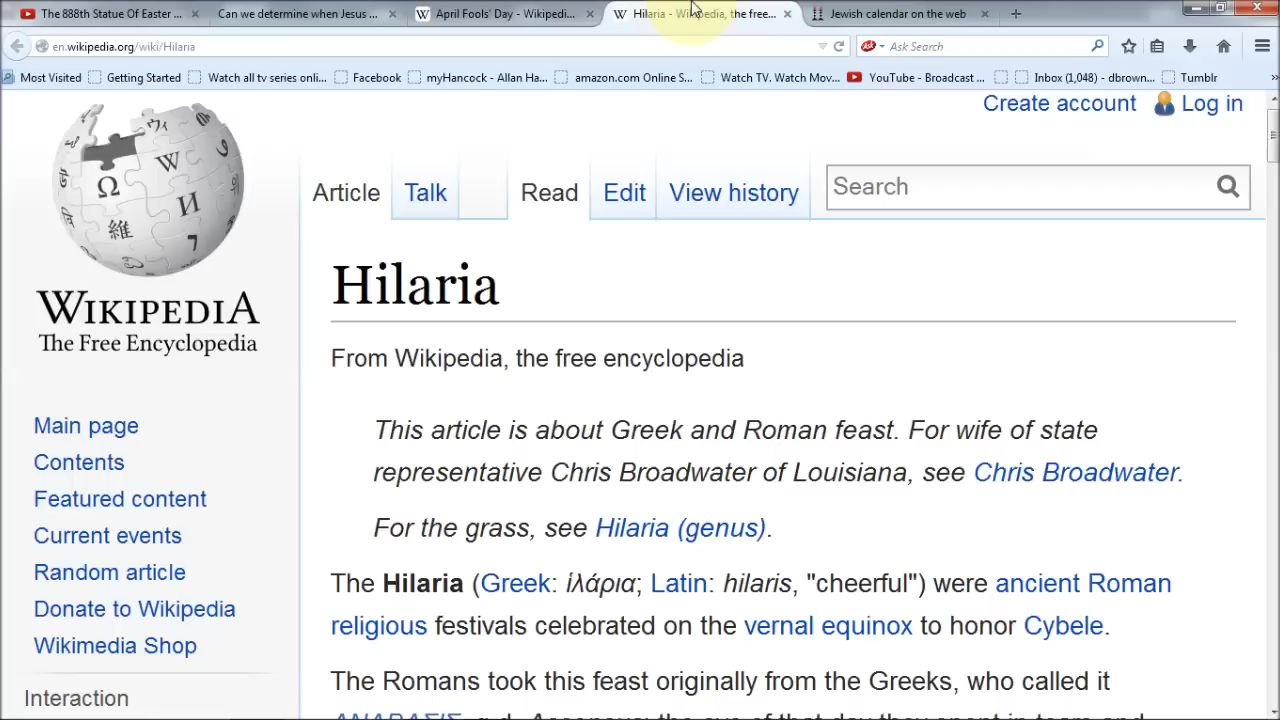 The 888th Statue Of Easter ...
Can we determine when Jesus ...
April Fools' Day - Wikipedi...
Hilaria - Wikipedia, the free...
Jewish calendar on the web
en.wikipedia.org/wiki/Hilaria
Ask Search
Most Visited
Getting Started
Watch all tv series onli...
Facebook
myHancock - Allan Ha...
amazon.com Online S...
Watch TV. Watch Mov...
YouTube - Broadcast ...
Inbox (1,048) - dbrown...
Tumblr
Create account
Log in
Article
Talk
Read
Edit
View history
Search
WIKIPEDIA
The Free Encyclopedia
Main page
Contents
Featured content
Current events
Random article
Donate to Wikipedia
Wikimedia Shop
Interaction
Hilaria
From Wikipedia, the free encyclopedia
This article is about Greek and Roman feast. For wife of state
representative Chris Broadwater of Louisiana, see Chris Broadwater.
For the grass, see Hilaria (genus).
The Hilaria (Greek: ἱλάρια; Latin: hilaris, "cheerful") were ancient Roman
religious festivals celebrated on the vernal equinox to honor Cybele.
The Romans took this feast originally from the Greeks, who called it